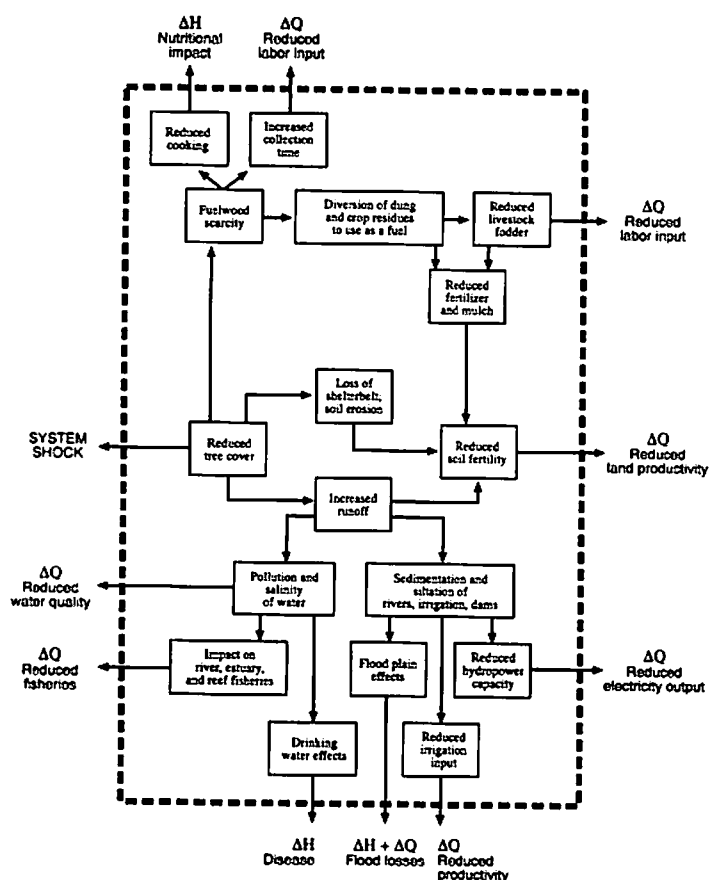 ΔH
Nutritional
impact
ΔQ
Reduced
labor Input
Reduced
cooking
Increased
collection
time
Fuelwood
scarcity
Diversion of dung
and crop residues
to use as a fuel
Reduced
livestock
fodder
ΔQ
Reduced
labor input
Reduced
fertilizer
and mulch
Loss of
shelterbelt,
soil erosion
SYSTEM
SHOCK
Reduced
tree cover
Reduced
soil fertility
ΔQ
Reduced
land productivity
Increased
runoff
ΔQ
Reduced
water quality
Pollution and
salinity
of water
Sedimentation and
siltation of
rivers, irrigation, dams
ΔQ
Reduced
fisheries
Impact on
river, estuary,
and reef fisheries
Flood plain
effects
Reduced
hydropower
capacity
ΔQ
Reduced
electricity output
Drinking
water effects
Reduced
irrigation
input
ΔH
Disease
ΔH + ΔQ
Flood losses
ΔQ
Reduced
productivity